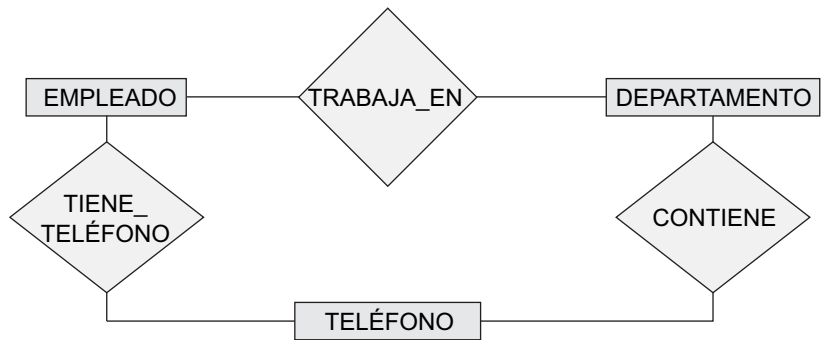 EMPLEADO
TRABAJA_EN
DEPARTAMENTO
TIENE_
TELÉFONO
CONTIENE
TELÉFONO